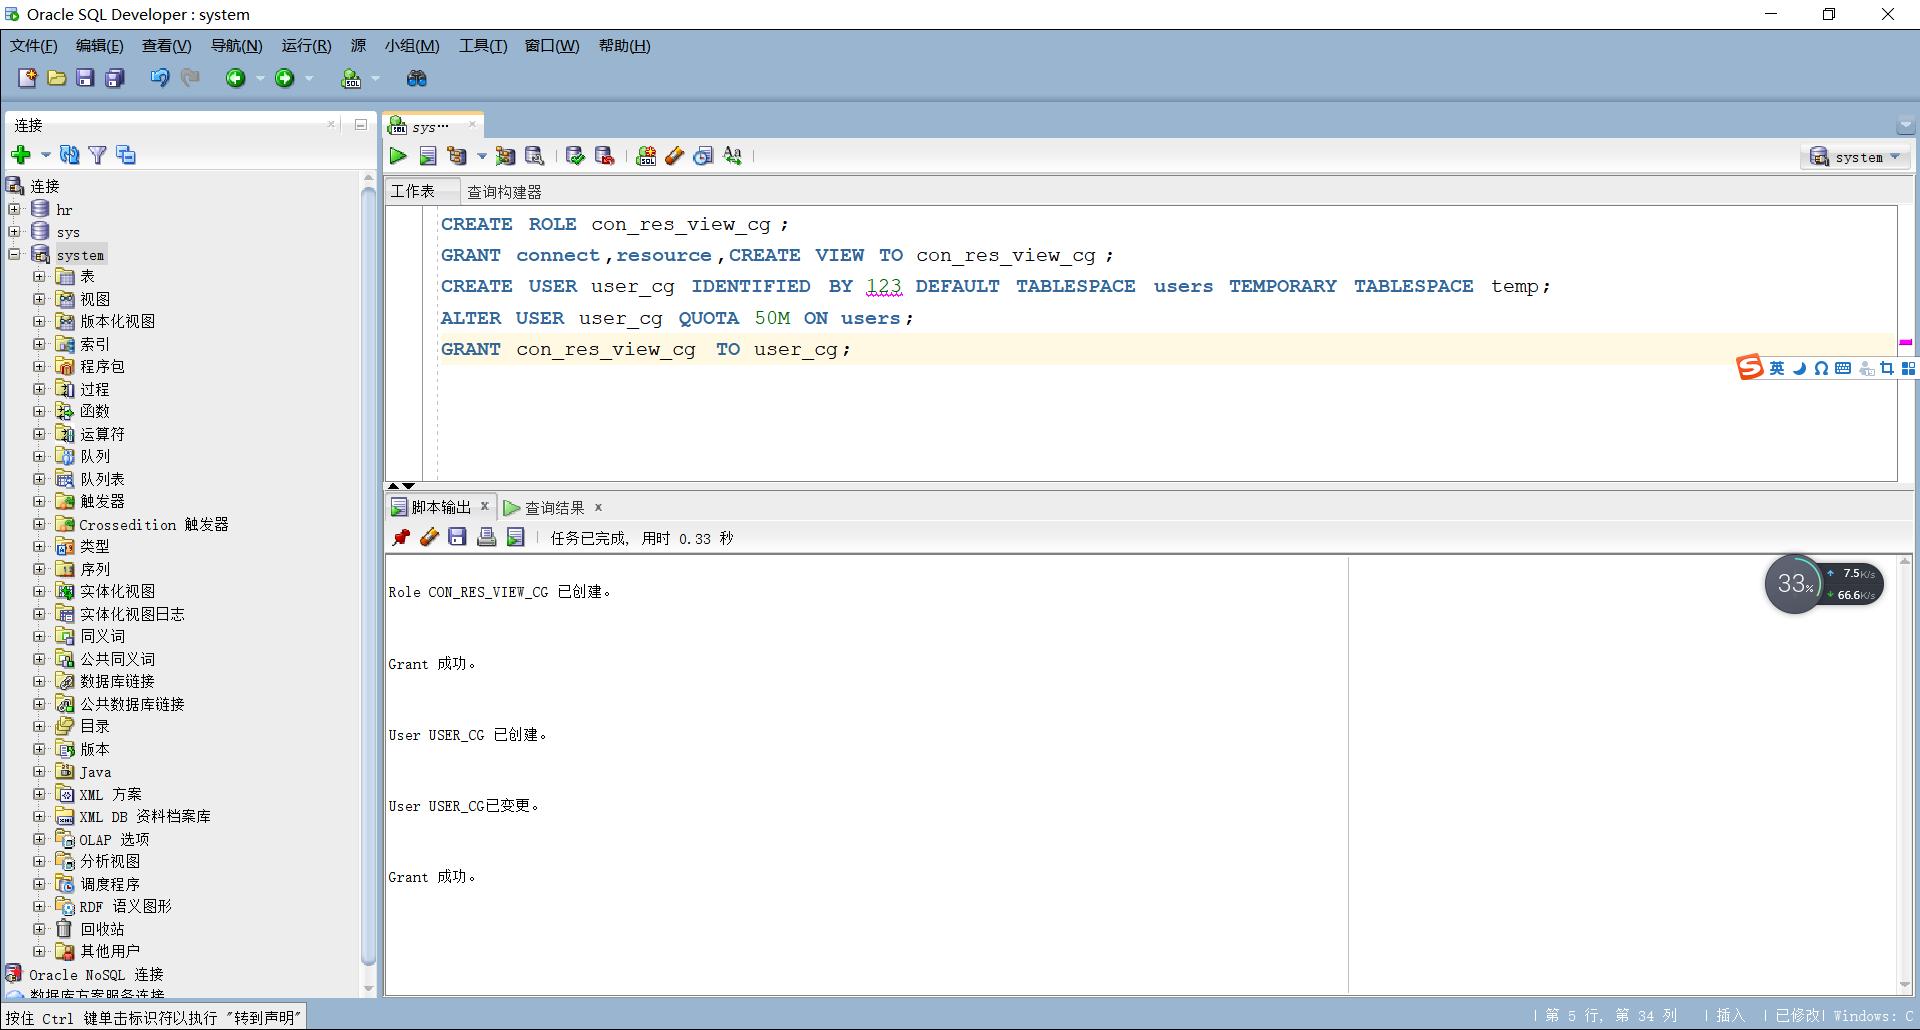 Oracle SQL Developer : system
文件(F) 编辑(E) 查看(V) 导航(N) 运行(R) 源 小组(M) 工具(T) 窗口(W) 帮助(H)
连接
连接
hr
sys
system
表
视图
版本化视图
索引
程序包
过程
函数
运算符
队列
队列表
触发器
Crossedition 触发器
类型
序列
实体化视图
实体化视图日志
同义词
公共同义词
数据库链接
公共数据库链接
目录
版本
Java
XML 方案
XML DB 资料档案库
OLAP 选项
分析视图
调度程序
RDF 语义图形
回收站
其他用户
Oracle NoSQL 连接
数据库方案服务连接
sys...
system
工作表 查询构建器
CREATE ROLE con_res_view_cg ;
GRANT connect,resource,CREATE VIEW TO con_res_view_cg ;
CREATE USER user_cg IDENTIFIED BY 123 DEFAULT TABLESPACE users TEMPORARY TABLESPACE temp;
ALTER USER user_cg QUOTA 50M ON users;
GRANT con_res_view_cg TO user_cg;
英
脚本输出 查询结果
任务已完成, 用时 0.33 秒
Role CON_RES_VIEW_CG 已创建。
Grant 成功。
User USER_CG 已创建。
User USER_CG已变更。
Grant 成功。
33%
7.5K/s
66.6K/s
按住 Ctrl 键单击标识符以执行 "转到声明"
第 5 行, 第 34 列 | 插入 | 已修改| Windows: C